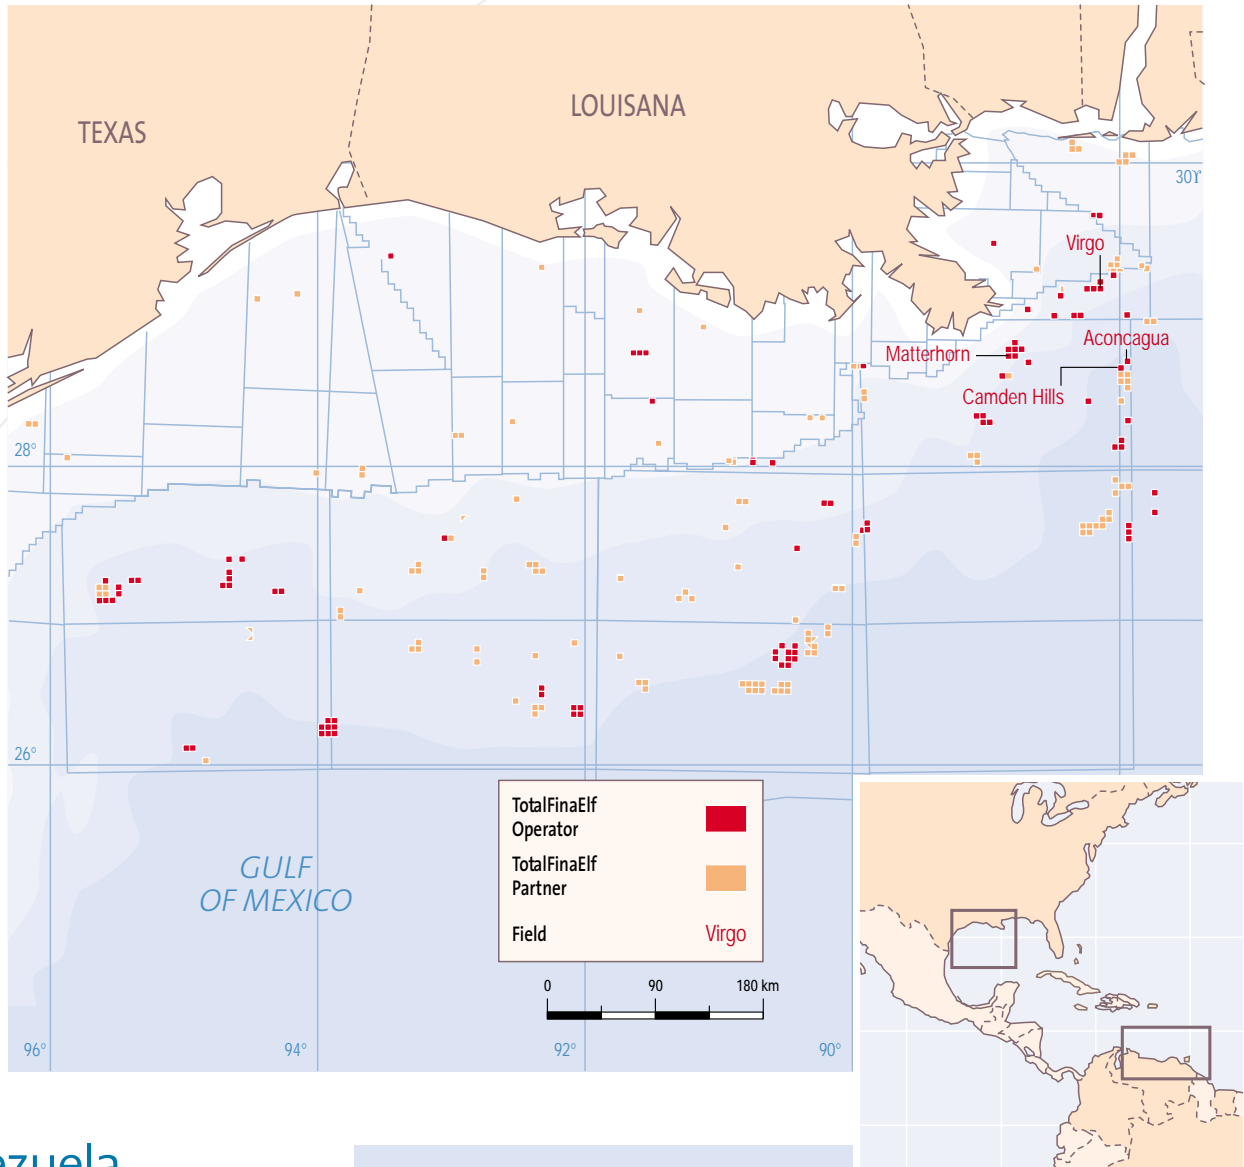 TEXAS
LOUISANA
30
Virgo
Aconcagua
Matterhorn
Camden Hills
28°
26°
TotalFinaElf
Operator
TotalFinaElf
Partner
Field
Virgo
GULF
OF MEXICO
0 90 180 km
96° 94° 92° 90°